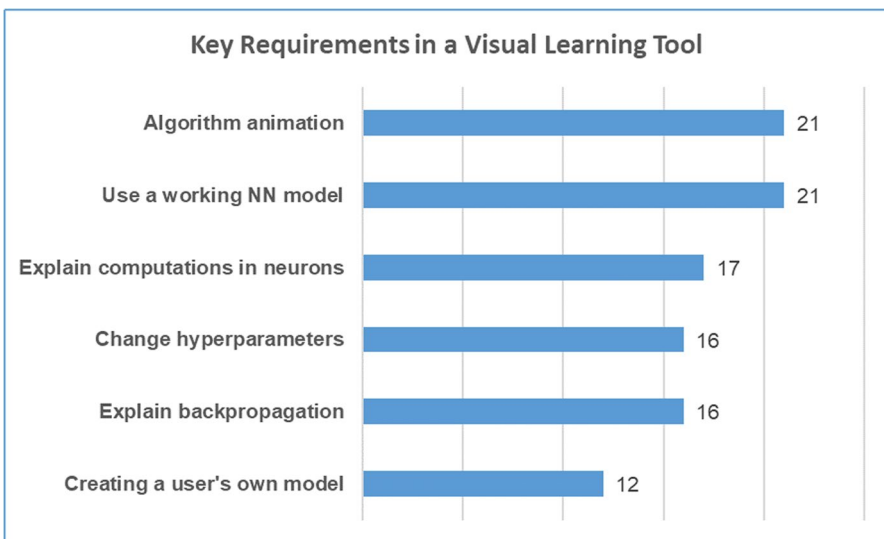 Key Requirements in a Visual Learning Tool
Algorithm animation 21
Use a working NN model 21
Explain computations in neurons 17
Change hyperparameters 16
Explain backpropagation 16
Creating a user's own model 12